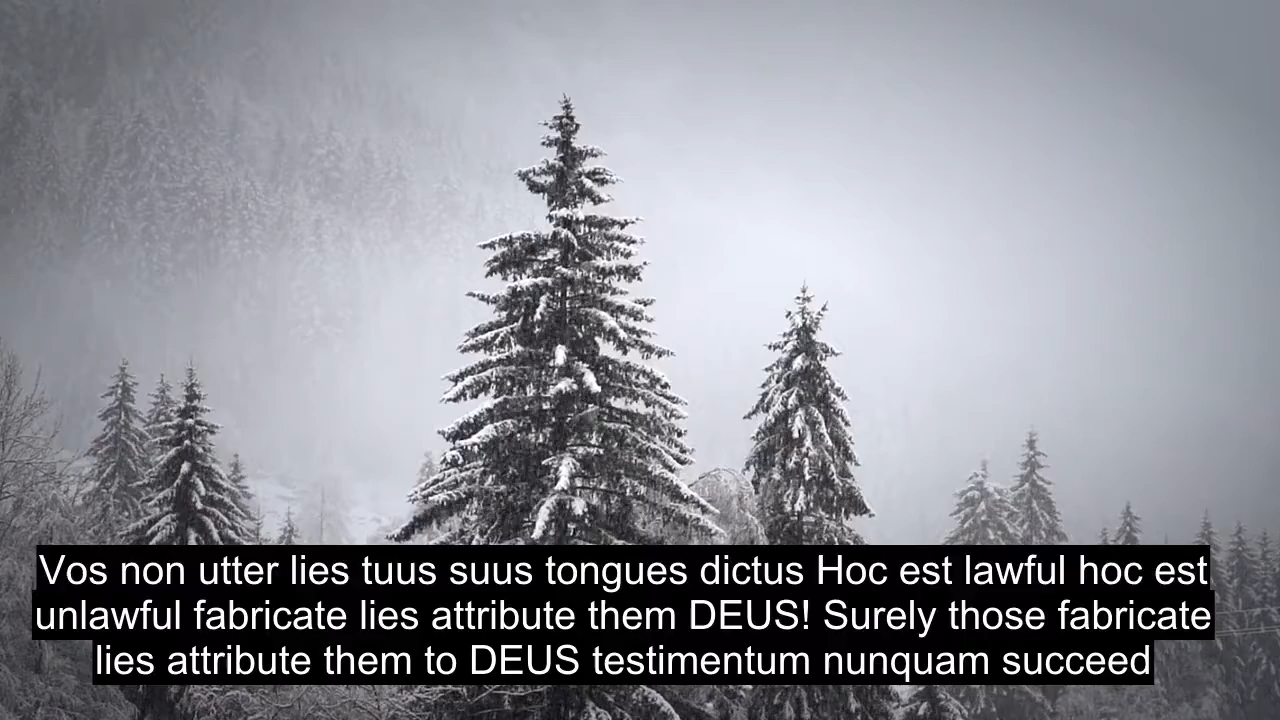 Vos non utter lies tuus suus tongues dictus Hoc est lawful hoc est
unlawful fabricate lies attribute them DEUS! Surely those fabricate
lies attribute them to DEUS testimentum nunquam succeed